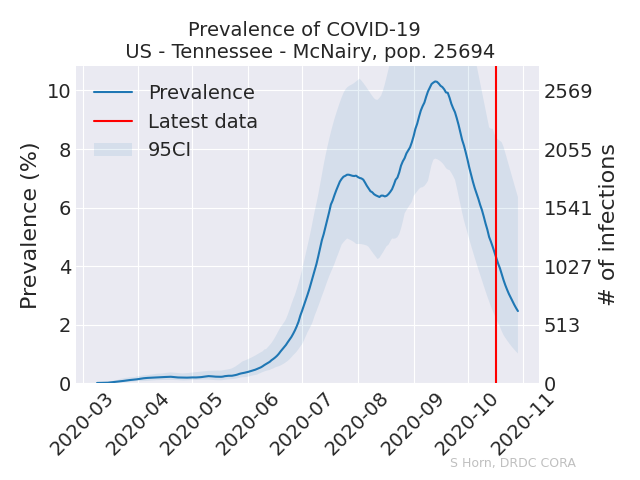 Prevalence of COVID-19
US - Tennessee - McNairy, pop. 25694
Prevalence
Latest data
95CI
Prevalence (%)
10
8
6
4
2
0
2569
2055
1541
1027
513
0
# of infections
2020-03
2020-04
2020-05
2020-06
2020-07
2020-08
2020-09
2020-10
2020-11
S Horn, DRDC CORA